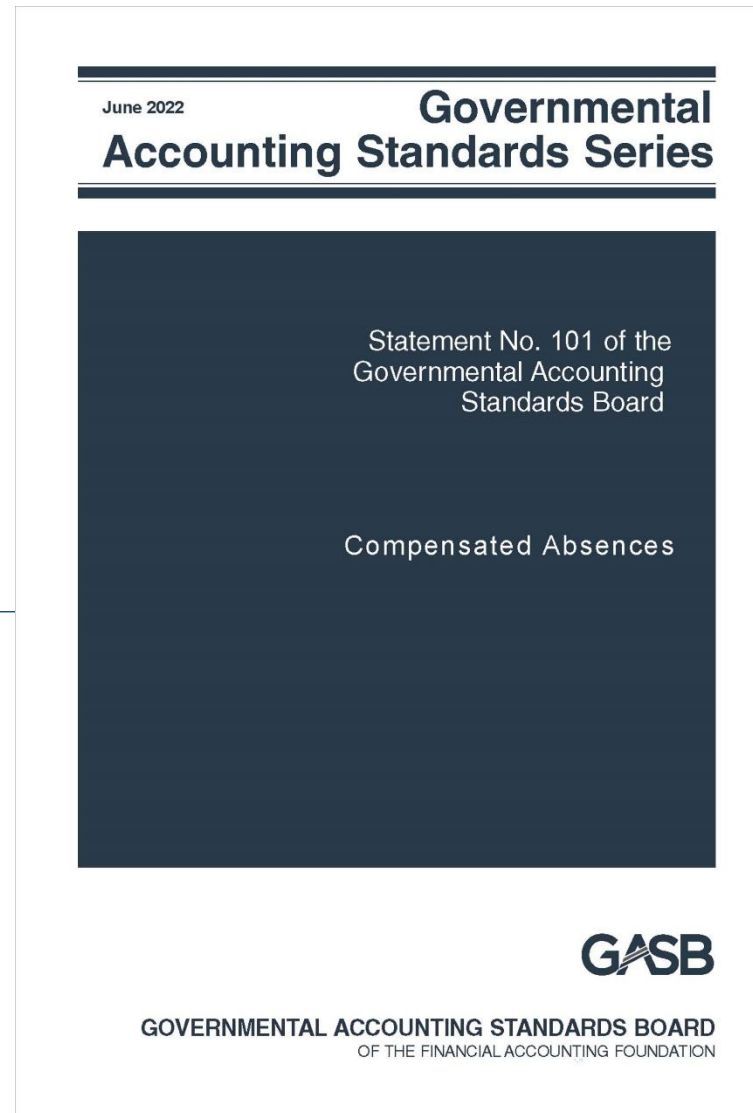 June 2022
Governmental
Accounting Standards Series
Statement No. 101 of the
Governmental Accounting
Standards Board
Compensated Absences
GASB
GOVERNMENTAL ACCOUNTING STANDARDS BOARD
OF THE FINANCIAL ACCOUNTING FOUNDATION